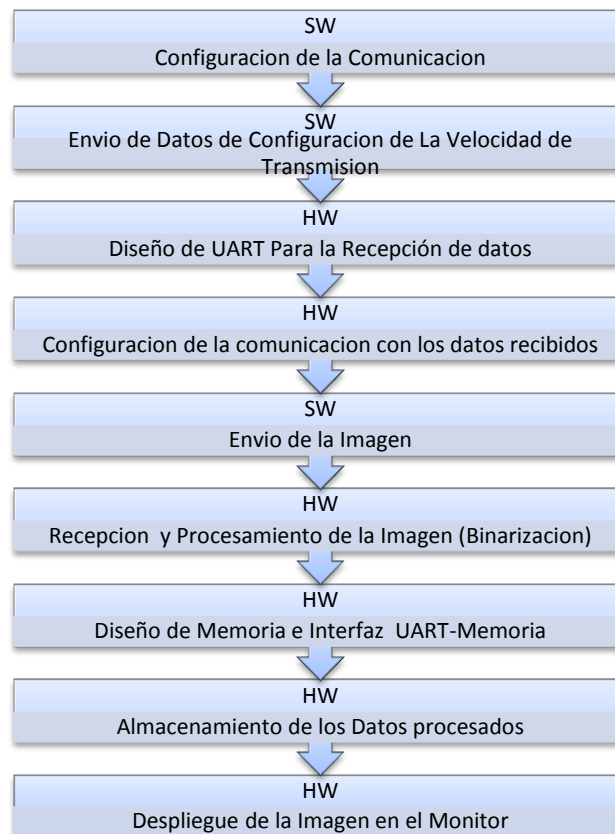 SW
Configuracion de la Comunicacion
SW
Envio de Datos de Configuracion de La Velocidad de
Transmision
HW
Diseño de UART Para la Recepción de datos
HW
Configuracion de la comunicacion con los datos recibidos
SW
Envio de la Imagen
HW
Recepcion y Procesamiento de la Imagen (Binarizacion)
HW
Diseño de Memoria e Interfaz UART-Memoria
HW
Almacenamiento de los Datos procesados
HW
Despliegue de la Imagen en el Monitor